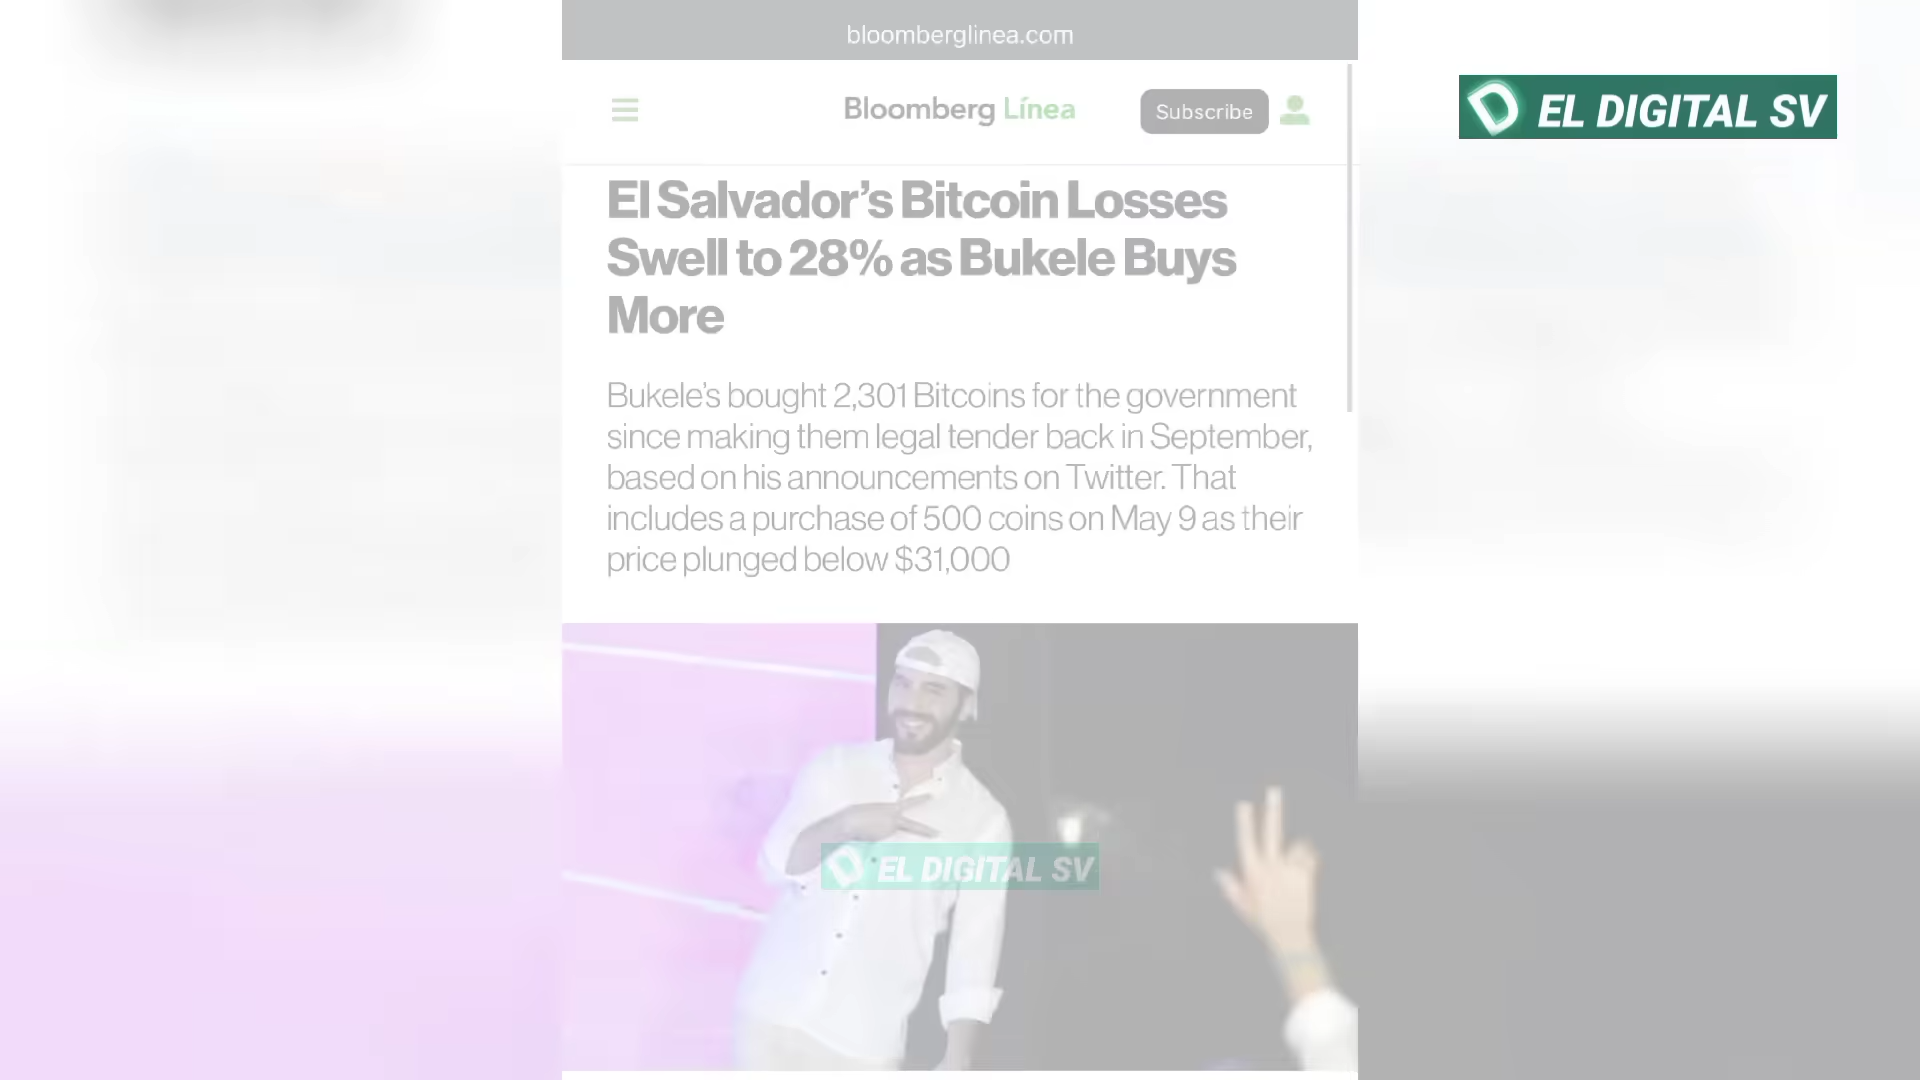 bloomberglinea.com
Bloomberg Línea
Subscribe
EL DIGITAL SV
El Salvador’s Bitcoin Losses
Swell to 28% as Bukele Buys
More
Bukele’s bought 2,301 Bitcoins for the government
since making them legal tender back in September,
based on his announcements on Twitter. That
includes a purchase of 500 coins on May 9 as their
price plunged below $31,000
EL DIGITAL SV